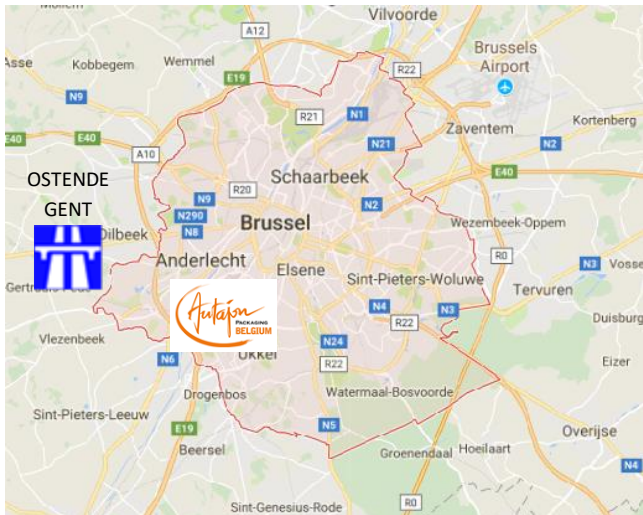 Mollem
Vilvoorde
A12
Asse
Kobbegem
Wemmel
E19
R22
Brussels
Airport
N9
R21
N1
Zaventem
Kortenberg
E40
E40
A10
N21
N2
E40
OSTENDE
GENT
Schaarbeek
N9
R20
N290
Brussel
N2
Wezembeek-Oppem
Dilbeek
N8
R0
Anderlecht
Elsene
Sint-Pieters-Woluwe
N3
Tervuren
Autajon
PACKAGING
BELGIUM
N4
N3
R22
Duisburg
Vlezenbeek
Ukkel
N24
N6
R22
Eizer
Drogenbos
Watermaal-Bosvoorde
Sint-Pieters-Leeuw
E19
N5
Beersel
Groenendaal
Hoeilaart
Overijse
N4
Sint-Genesius-Rode
R0